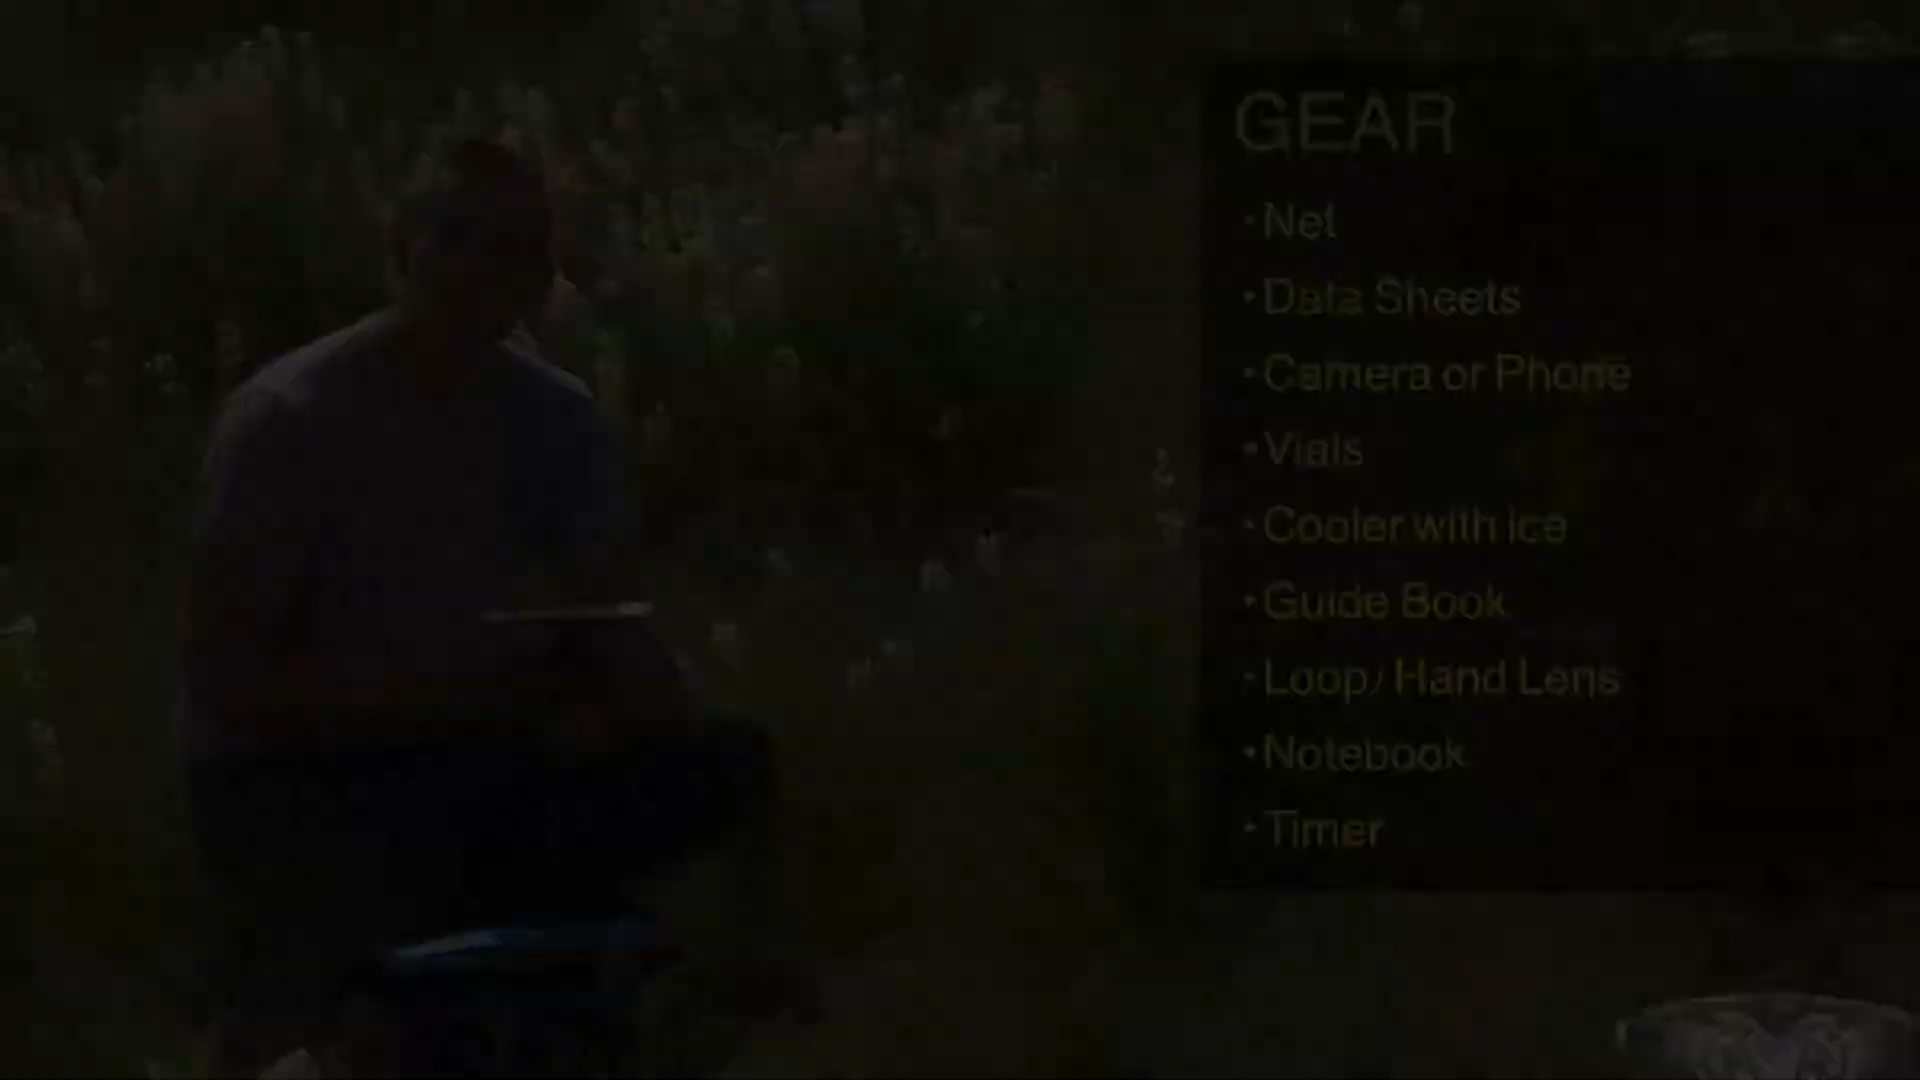 GEAR
• Net
• Data Sheets
• Camera or Phone
• Vials
• Cooler with ice
• Guide Book
• Loop/ Hand Lens
• Notebook
• Timer